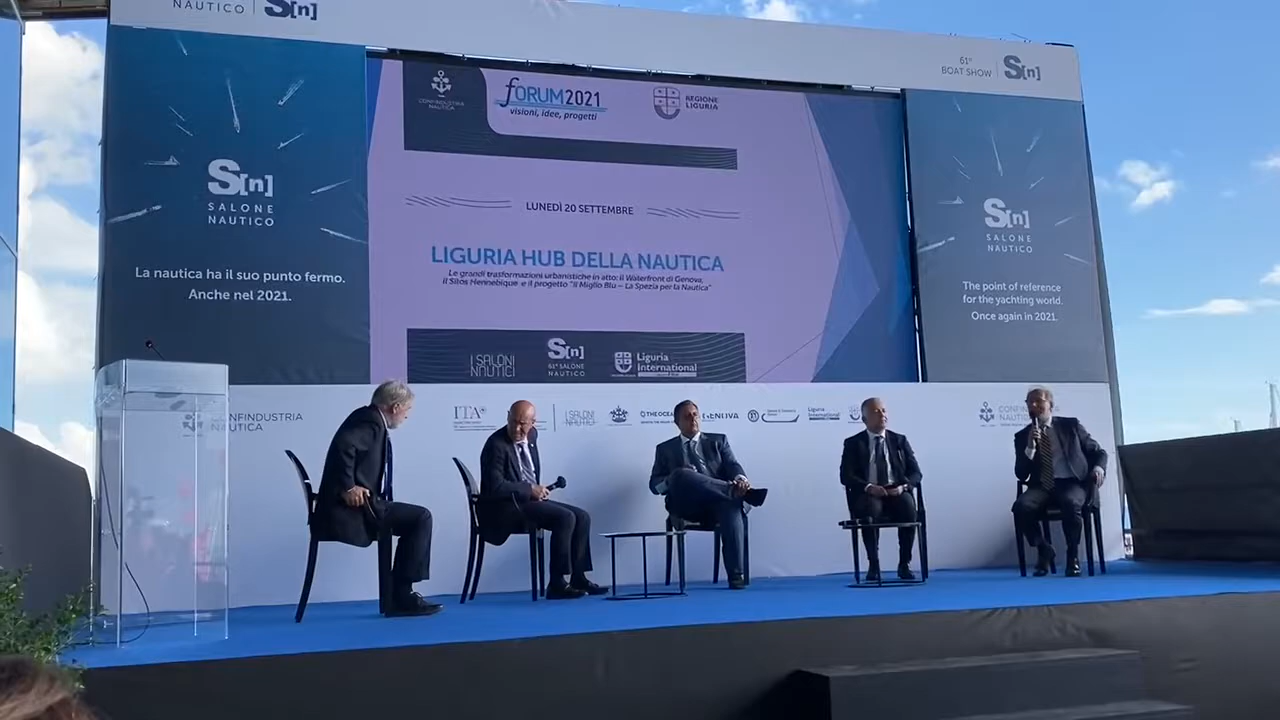 NAUTICO
S[n]
61°
BOAT SHOW
S[n]
CONFINDUSTRIA
NAUTICA
FORUM2021
visioni, idee, progetti
REGIONE
LIGURIA
S[n]
SALONE
NAUTICO
La nautica ha il suo punto fermo.
Anche nel 2021.
LUNEDÌ 20 SETTEMBRE
LIGURIA HUB DELLA NAUTICA
Le grandi trasformazioni urbanistiche in atto: il Waterfront di Genova,
il Silos Hennebique e il progetto "Il Miglio Blu – La Spezia per la Nautica"
I SALONI
NAUTICI
S[n]
61° SALONE
NAUTICO
Liguria
International
S[n]
SALONE
NAUTICO
The point of reference
for the yachting world.
Once again in 2021.
CONFINDUSTRIA
NAUTICA
ITA
I SALONI
NAUTICI
Liguria
International
CONFINDUSTRIA